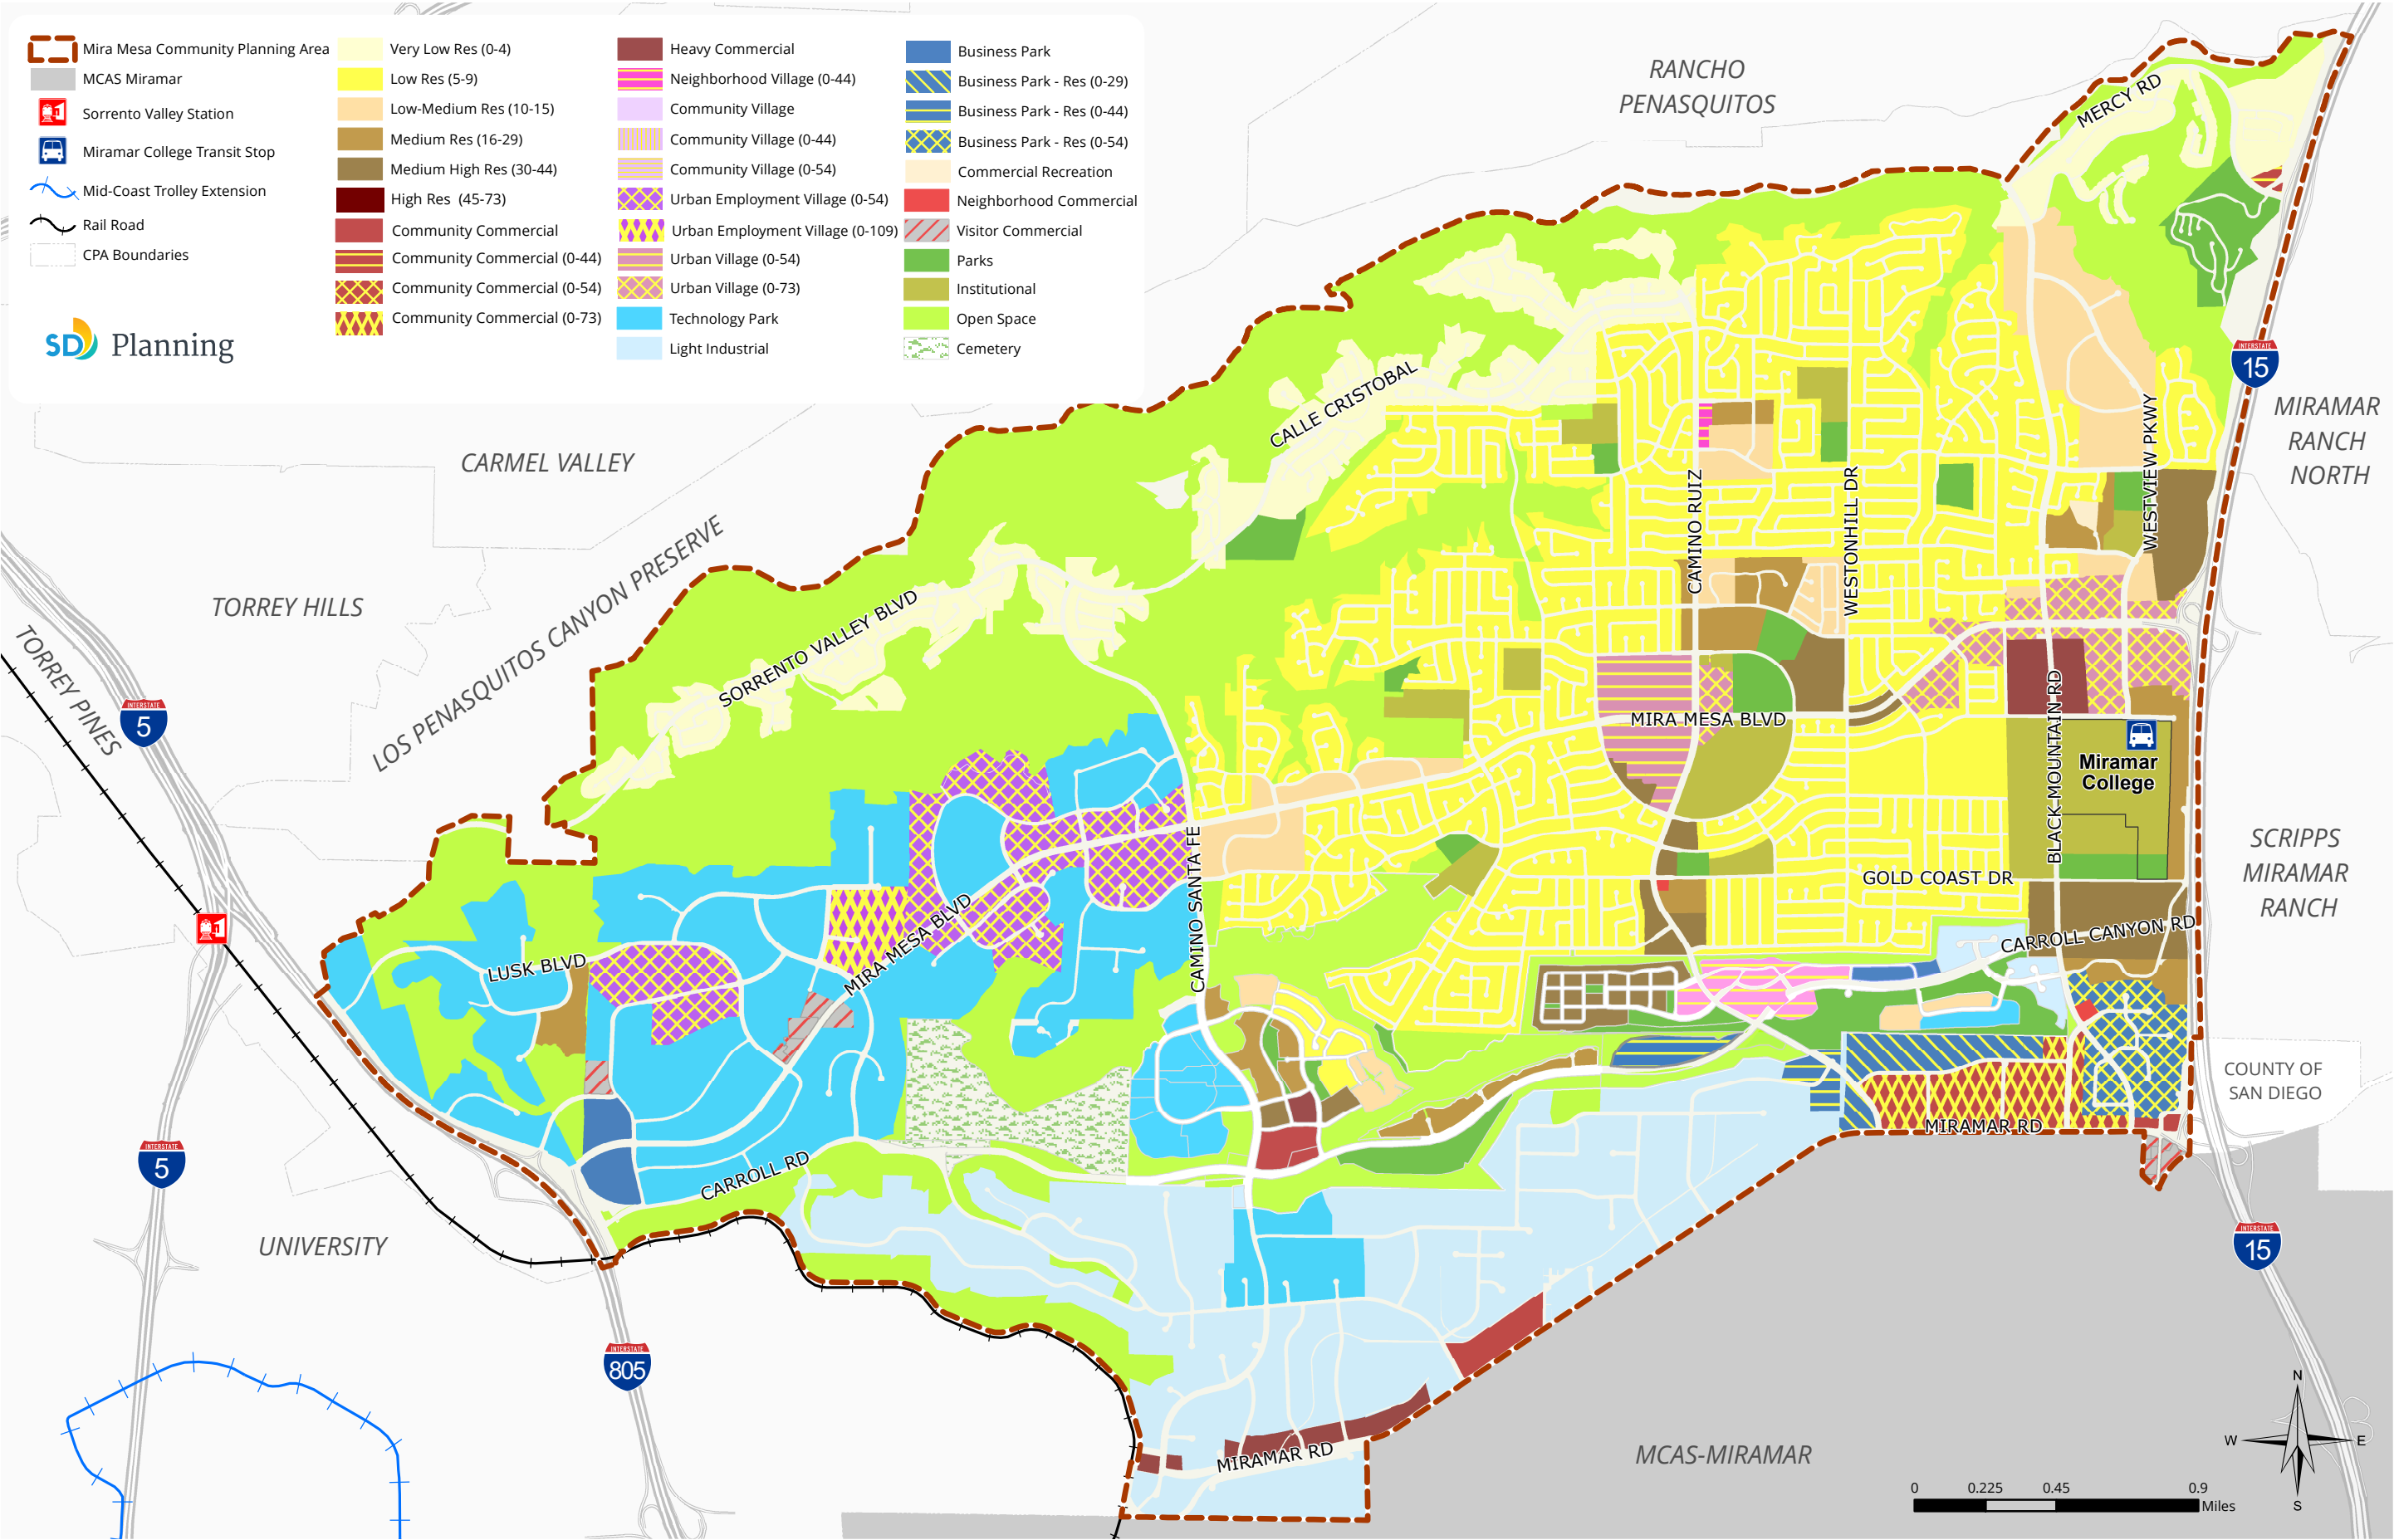 Mira Mesa Community Planning Area
MCAS Miramar
Sorrento Valley Station
Miramar College Transit Stop
Mid-Coast Trolley Extension
Rail Road
CPA Boundaries
SD Planning
Very Low Res (0-4)
Low Res (5-9)
Low-Medium Res (10-15)
Medium Res (16-29)
Medium High Res (30-44)
High Res (45-73)
Community Commercial
Community Commercial (0-44)
Community Commercial (0-54)
Community Commercial (0-73)
Heavy Commercial
Neighborhood Village (0-44)
Community Village
Community Village (0-44)
Community Village (0-54)
Urban Employment Village (0-54)
Urban Employment Village (0-109)
Urban Village (0-54)
Urban Village (0-73)
Technology Park
Light Industrial
Business Park
Business Park - Res (0-29)
Business Park - Res (0-44)
Business Park - Res (0-54)
Commercial Recreation
Neighborhood Commercial
Visitor Commercial
Parks
Institutional
Open Space
Cemetery
RANCHO
PENASQUITOS
MERCY RD
INTERSTATE
15
MIRAMAR
RANCH
NORTH
CALLE CRISTOBAL
WESTVIEW PKWY
CARMEL VALLEY
CAMINO RUIZ
WESTONHILL DR
TORREY HILLS
LOS PENASQUITOS CANYON PRESERVE
SORRENTO VALLEY BLVD
TORREY PINES
INTERSTATE
5
MIRA MESA BLVD
BLACK MOUNTAIN RD
Miramar
College
SCRIPPS
MIRAMAR
RANCH
GOLD COAST DR
CAMINO SANTA FE
MIRA MESA BLVD
LUSK BLVD
CARROLL CANYON RD
COUNTY OF
SAN DIEGO
MIRAMAR RD
INTERSTATE
5
CARROLL RD
UNIVERSITY
INTERSTATE
15
INTERSTATE
805
MIRAMAR RD
MCAS-MIRAMAR
N
W
E
S
0
0.225
0.45
0.9
Miles